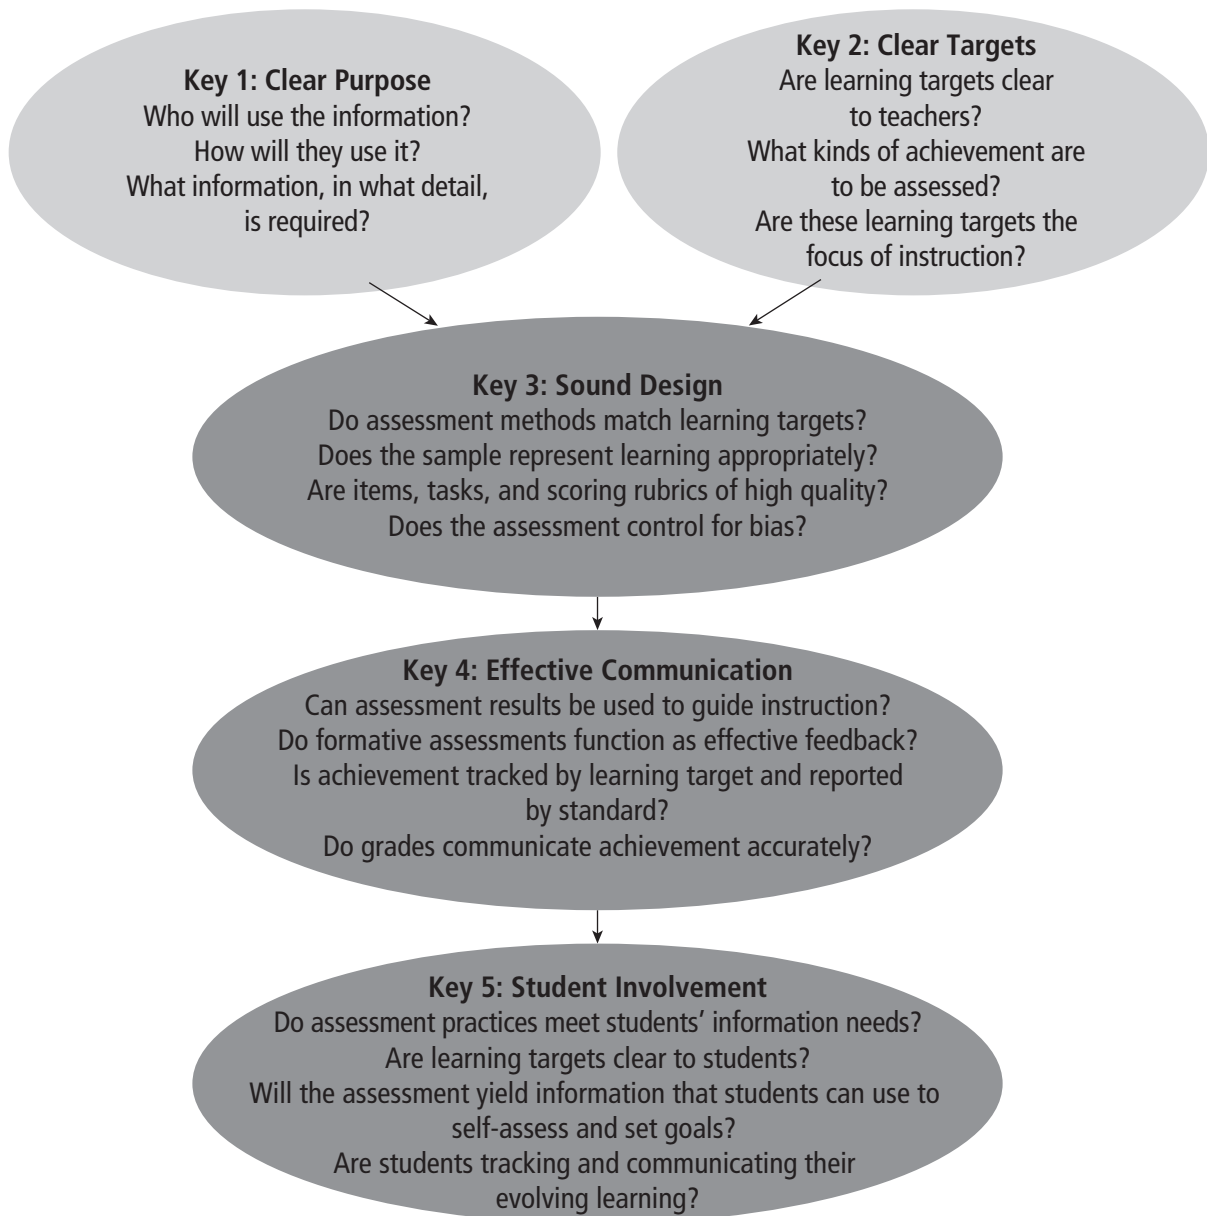 Key 1: Clear Purpose
Who will use the information?
How will they use it?
What information, in what detail,
is required?
Key 2: Clear Targets
Are learning targets clear
to teachers?
What kinds of achievement are
to be assessed?
Are these learning targets the
focus of instruction?
Key 3: Sound Design
Do assessment methods match learning targets?
Does the sample represent learning appropriately?
Are items, tasks, and scoring rubrics of high quality?
Does the assessment control for bias?
Key 4: Effective Communication
Can assessment results be used to guide instruction?
Do formative assessments function as effective feedback?
Is achievement tracked by learning target and reported
by standard?
Do grades communicate achievement accurately?
Key 5: Student Involvement
Do assessment practices meet students’ information needs?
Are learning targets clear to students?
Will the assessment yield information that students can use to
self-assess and set goals?
Are students tracking and communicating their
evolving learning?